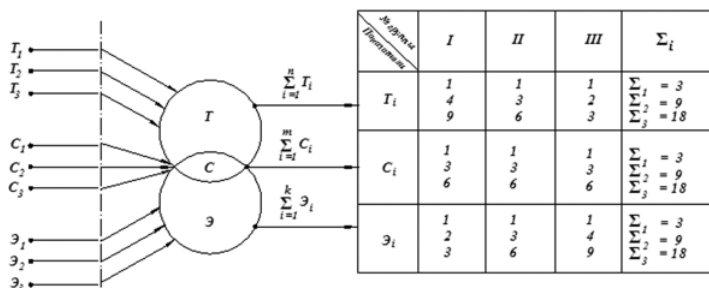 T₁
T₂
T₃
C₁
C₂
C₃
Э₁
Э₂
Э₃
T
C
Э
n
∑ Tᵢ
i=1
m
∑ Cᵢ
i=1
k
∑ Эᵢ
i=1
№ группы
I II III Σᵢ
Tᵢ
1 1 1 Σ₁ = 3
4 3 2 Σ₂ = 9
9 6 3 Σ₃ = 18
Cᵢ
1 1 1 Σ₁ = 3
3 3 3 Σ₂ = 9
6 6 6 Σ₃ = 18
Эᵢ
1 1 1 Σ₁ = 3
2 3 4 Σ₂ = 9
3 6 9 Σ₃ = 18